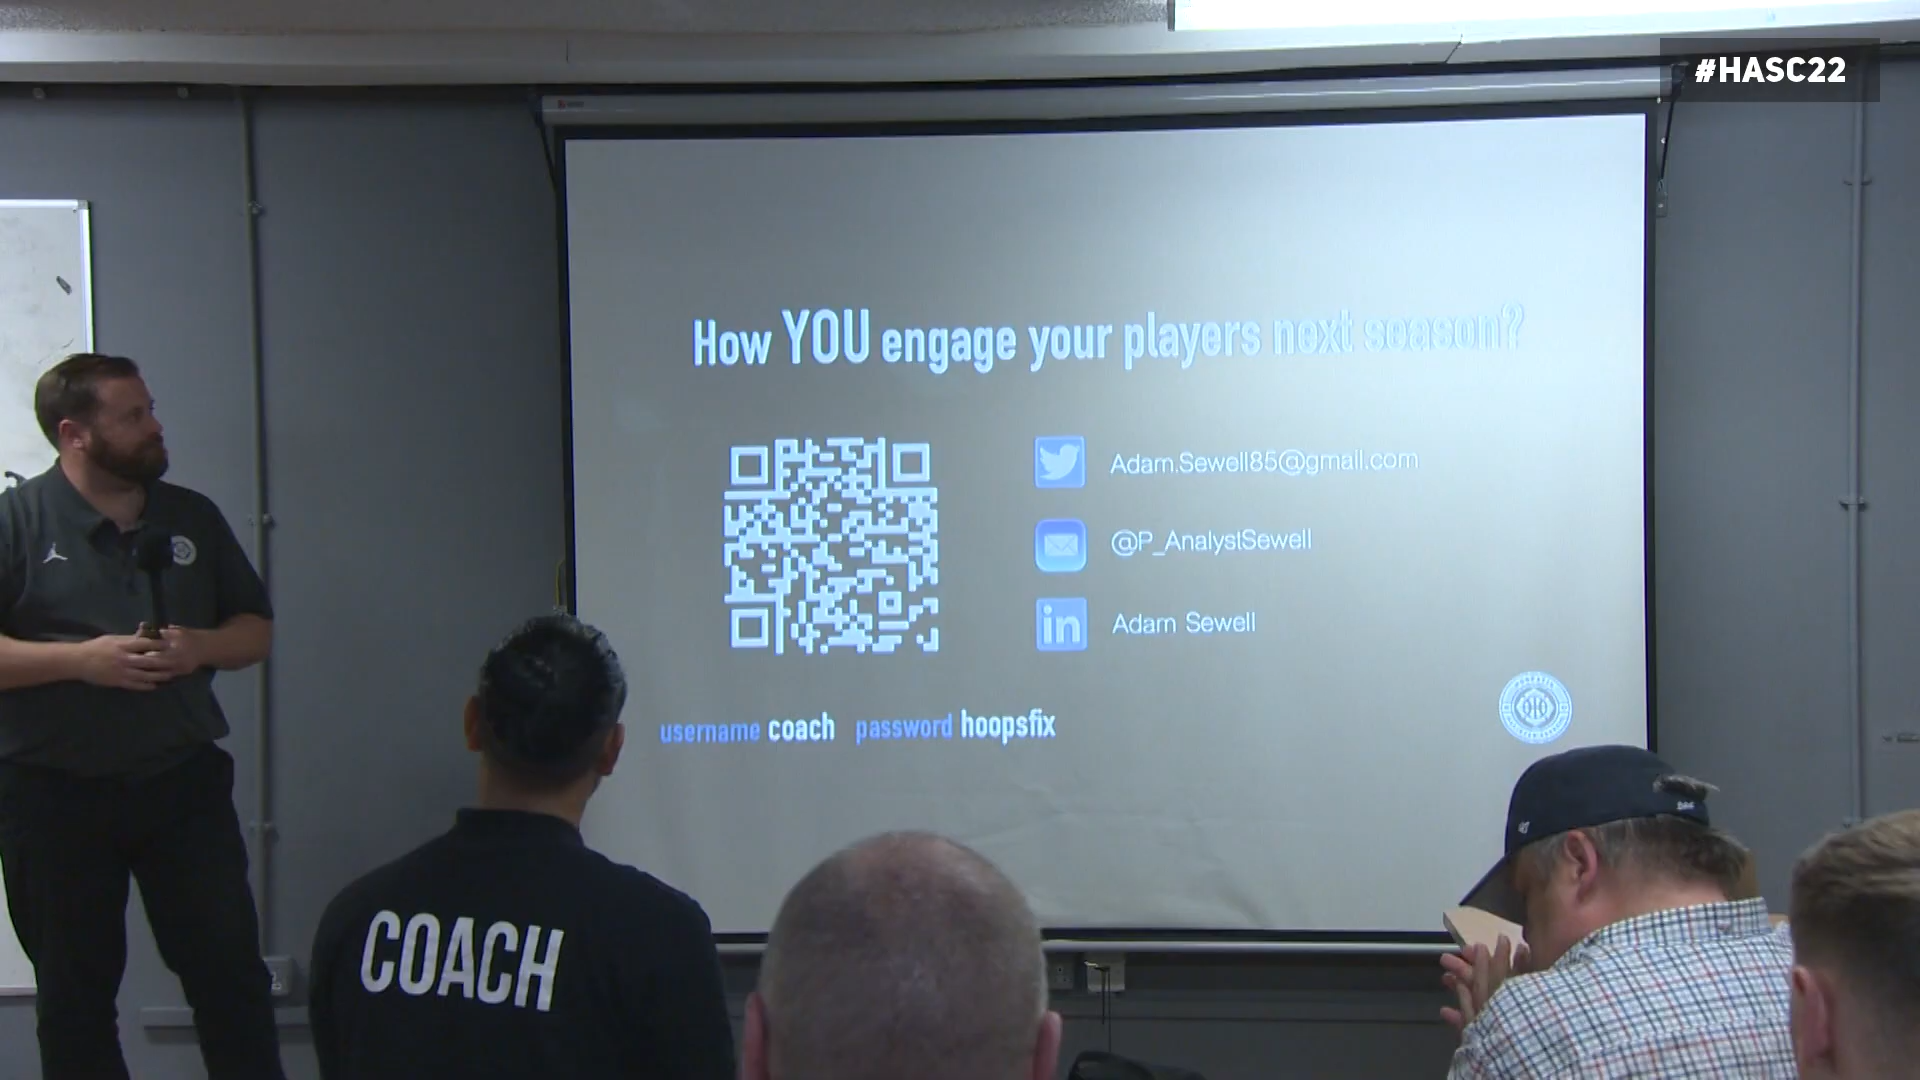 #HASC22
How YOU engage your players next season?
Adam.Sewell85@gmail.com
@P_AnalystSewell
in Adam Sewell
username coach password hoopsfix
COACH